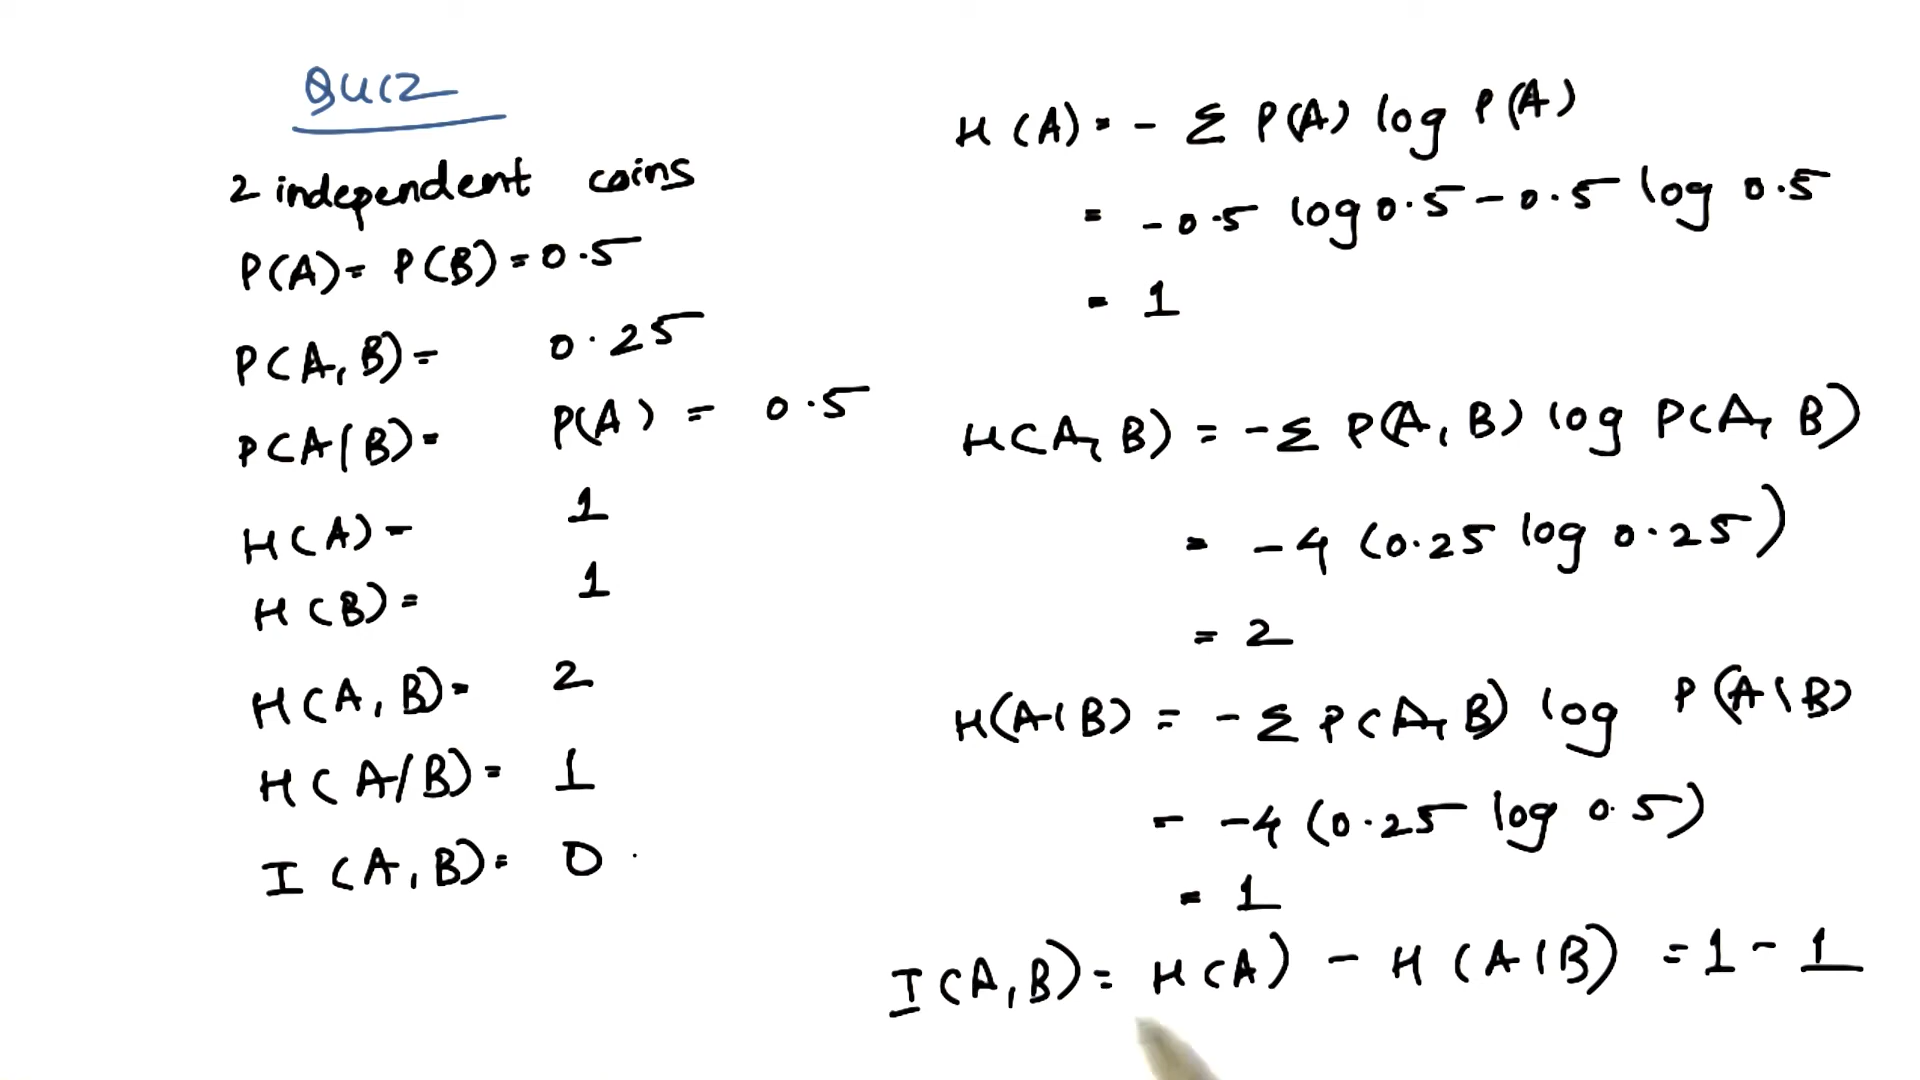 QUIZ
2 independent coins
P(A)= P(B)=0.5
P(A,B)= 0.25
P(A/B)= P(A) = 0.5
H(A)= 1
H(B)= 1
H(A,B)= 2
H(A/B)= 1
I(A,B)= 0
H(A)= - Σ P(A) log P(A)
= -0.5 log 0.5 - 0.5 log 0.5
= 1
H(A,B) = -Σ P(A,B) log P(A,B)
= -4 (0.25 log 0.25)
= 2
H(A|B) = -Σ P(A,B) log P(A|B)
= -4 (0.25 log 0.5)
= 1
I(A,B)= H(A) - H(A|B) =1-1